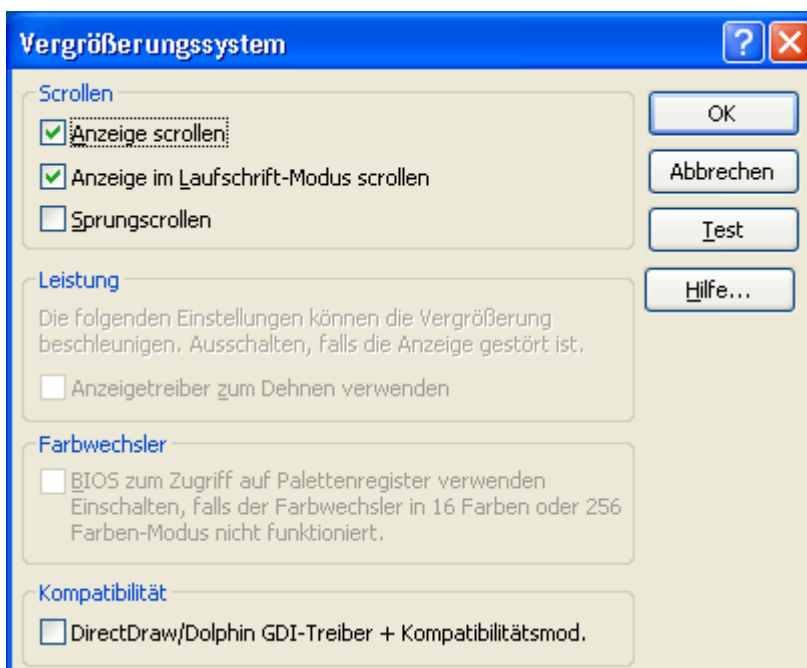 Vergrößerungssystem
Scrollen
Anzeige scrollen
Anzeige im Laufschrift-Modus scrollen
Sprungscrollen
OK
Abbrechen
Test
Hilfe...
Leistung
Die folgenden Einstellungen können die Vergrößerung
beschleunigen. Ausschalten, falls die Anzeige gestört ist.
Anzeigetreiber zum Dehnen verwenden
Farbwechsler
BIOS zum Zugriff auf Palettenregister verwenden
Einschalten, falls der Farbwechsler in 16 Farben oder 256
Farben-Modus nicht funktioniert.
Kompatibilität
DirectDraw/Dolphin GDI-Treiber + Kompatibilitätsmod.